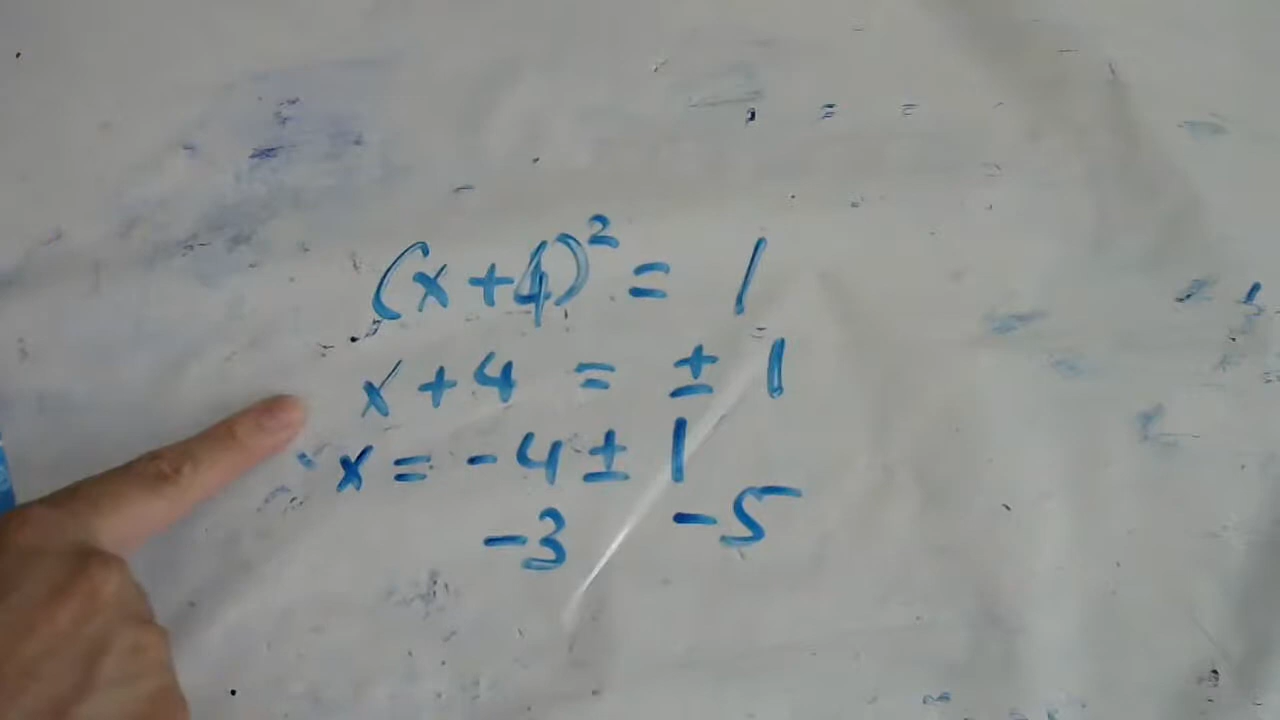 (x+4)² = 1
x + 4 = ± 1
x = -4 ± 1
-3 -5